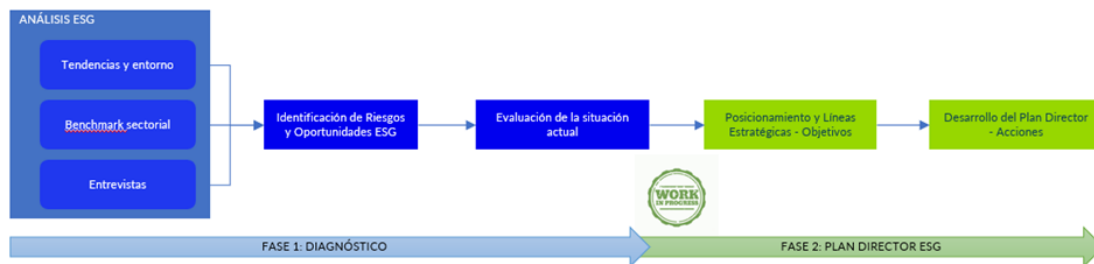 ANÁLISIS ESG
Tendencias y entorno
Benchmark sectorial
Entrevistas
Identificación de Riesgos
y Oportunidades ESG
Evaluación de la situación
actual
Posicionamiento y Líneas
Estratégicas - Objetivos
Desarrollo del Plan Director
- Acciones
WORK
IN PROGRESS
FASE 1: DIAGNÓSTICO
FASE 2: PLAN DIRECTOR ESG